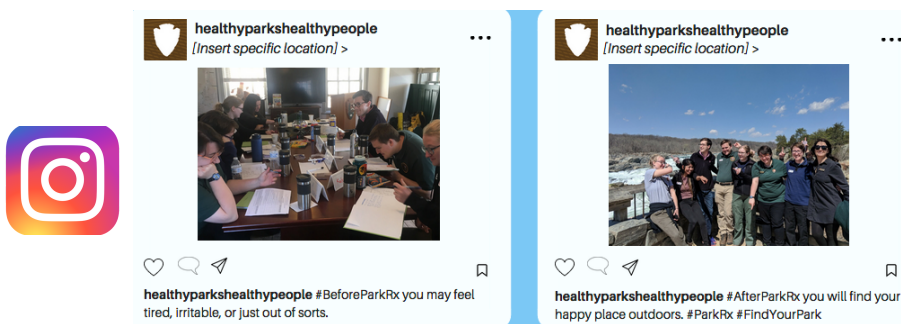 healthyparkshealthypeople
[Insert specific location] >
healthyparkshealthypeople #BeforeParkRx you may feel
tired, irritable, or just out of sorts.
healthyparkshealthypeople
[Insert specific location] >
healthyparkshealthypeople #AfterParkRx you will find your
happy place outdoors. #ParkRx #FindYourPark